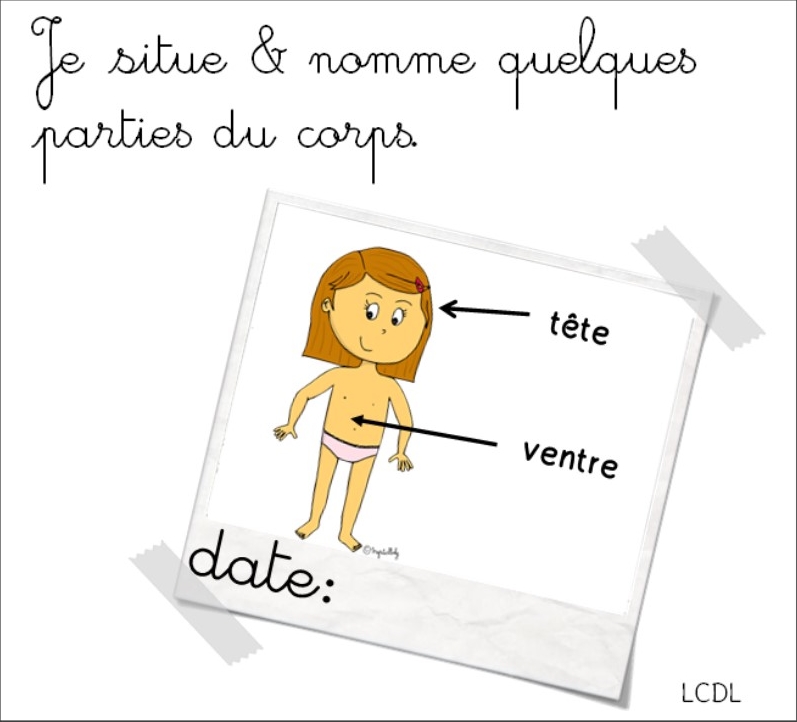 Je situe & nomme quelques
parties du corps.
tête
ventre
date:
LCDL